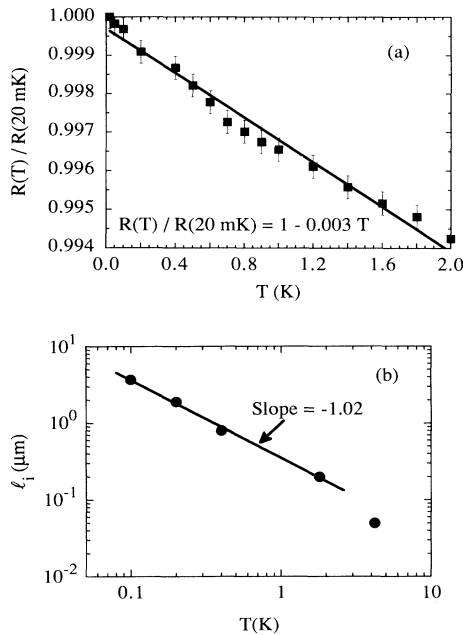 1.000
0.999
0.998
0.997
0.996
0.995
0.994
R(T) / R(20 mK)
(a)
R(T) / R(20 mK) = 1 - 0.003 T
0.0 0.4 0.8 1.2 1.6 2.0
T (K)
10¹
10⁰
10⁻¹
10⁻²
ℓᵢ (μm)
(b)
Slope = -1.02
0.1 1 10
T(K)